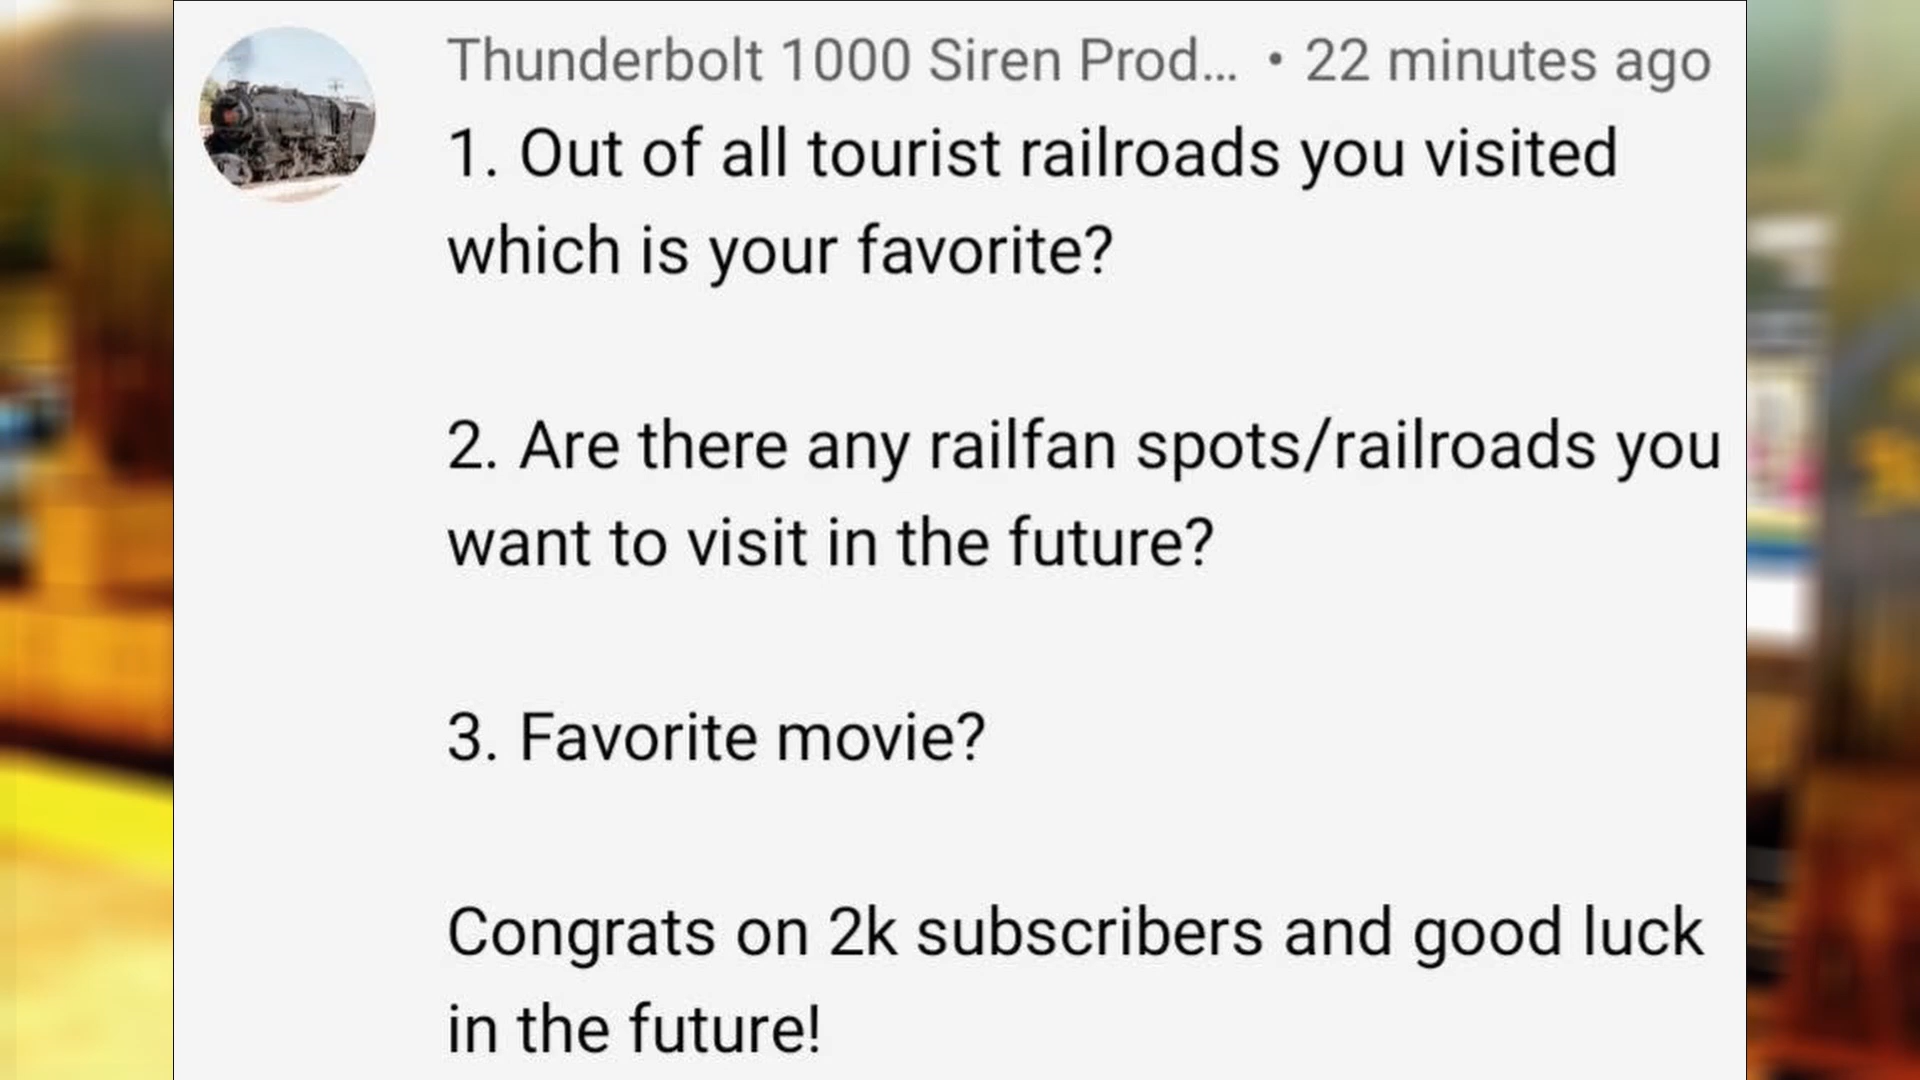 Thunderbolt 1000 Siren Prod... • 22 minutes ago
1. Out of all tourist railroads you visited
which is your favorite?
2. Are there any railfan spots/railroads you
want to visit in the future?
3. Favorite movie?
Congrats on 2k subscribers and good luck
in the future!